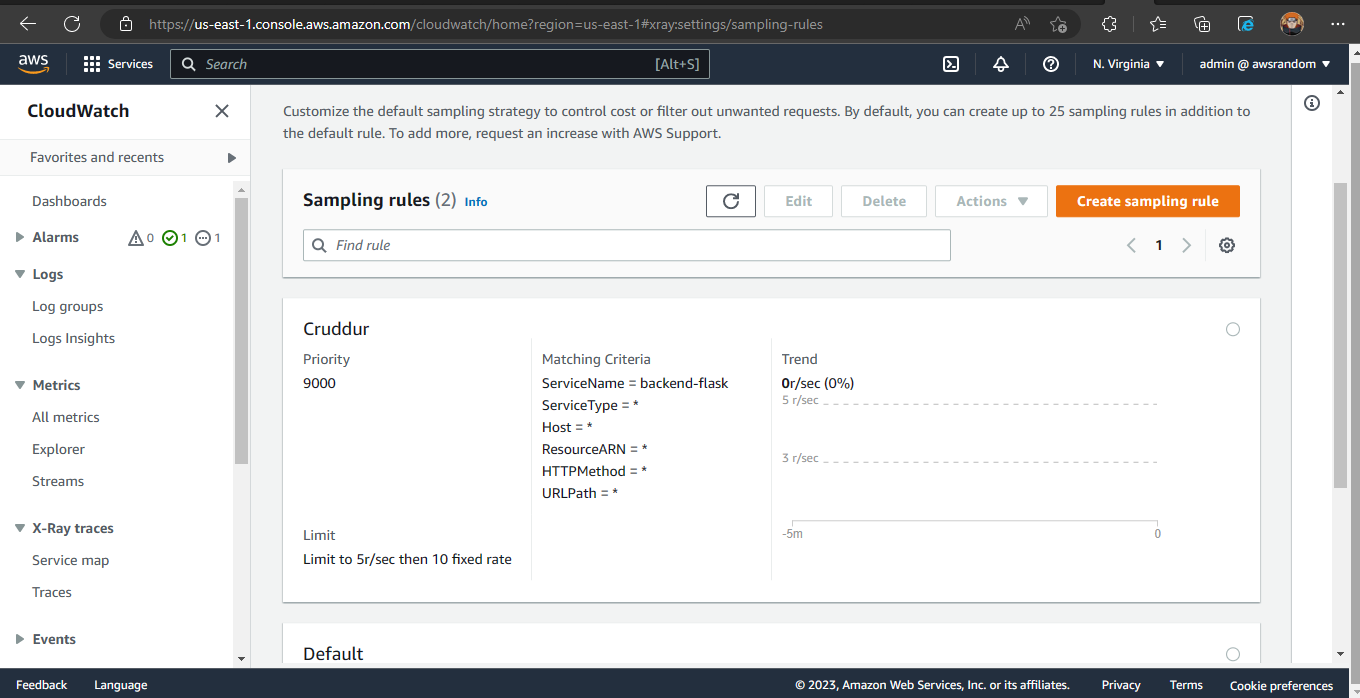 https://us-east-1.console.aws.amazon.com/cloudwatch/home?region=us-east-1#xray:settings/sampling-rules
aws
Services
Search
[Alt+S]
N. Virginia
admin @ awsrandom
CloudWatch
Favorites and recents
Dashboards
Alarms
0
1
1
Logs
Log groups
Logs Insights
Metrics
All metrics
Explorer
Streams
X-Ray traces
Service map
Traces
Events
Customize the default sampling strategy to control cost or filter out unwanted requests. By default, you can create up to 25 sampling rules in addition to
the default rule. To add more, request an increase with AWS Support.
Sampling rules (2) Info
Edit
Delete
Actions
Create sampling rule
Find rule
1
Cruddur
Priority
9000
Limit
Limit to 5r/sec then 10 fixed rate
Matching Criteria
ServiceName = backend-flask
ServiceType = *
Host = *
ResourceARN = *
HTTPMethod = *
URLPath = *
Trend
0r/sec (0%)
5 r/sec
3 r/sec
-5m
0
Default
Feedback
Language
© 2023, Amazon Web Services, Inc. or its affiliates.
Privacy
Terms
Cookie preferences